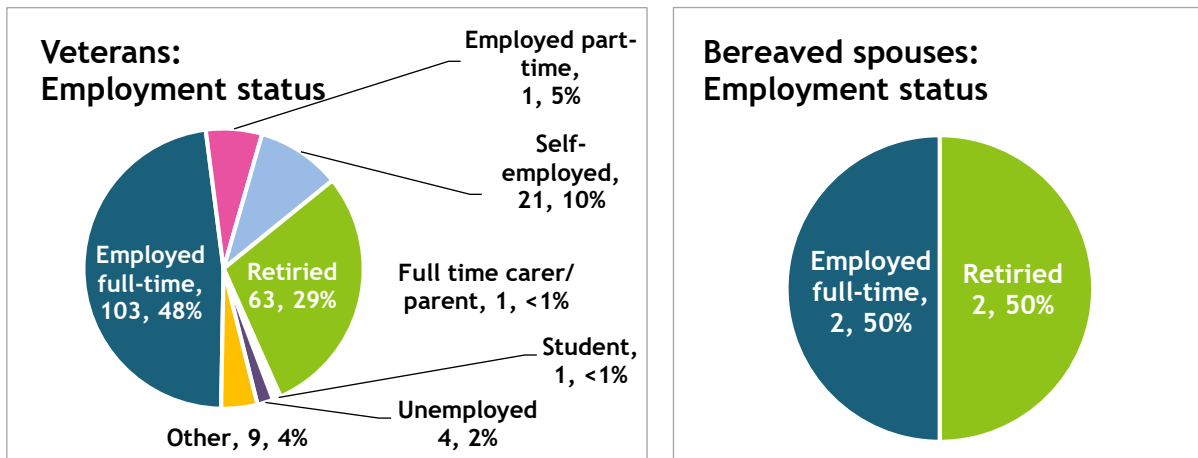 Veterans:
Employment status
Employed part-
time,
1, 5%
Self-
employed,
21, 10%
Employed
full-time,
103, 48%
Retiried
63, 29%
Full time carer/
parent, 1, <1%
Student,
1, <1%
Unemployed
4, 2%
Other, 9, 4%
Bereaved spouses:
Employment status
Employed
full-time,
2, 50%
Retiried
2, 50%